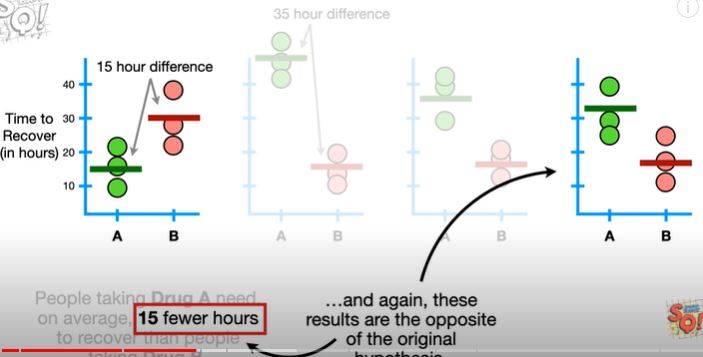 SQ!
35 hour difference
15 hour difference
Time to
Recover
(in hours)
40
30
20
10
A B
A B
A B
A B
People taking Drug A need,
on average, 15 fewer hours
to recover than people
taking Drug B
...and again, these
results are the opposite
of the original
hypothesis
SQ!